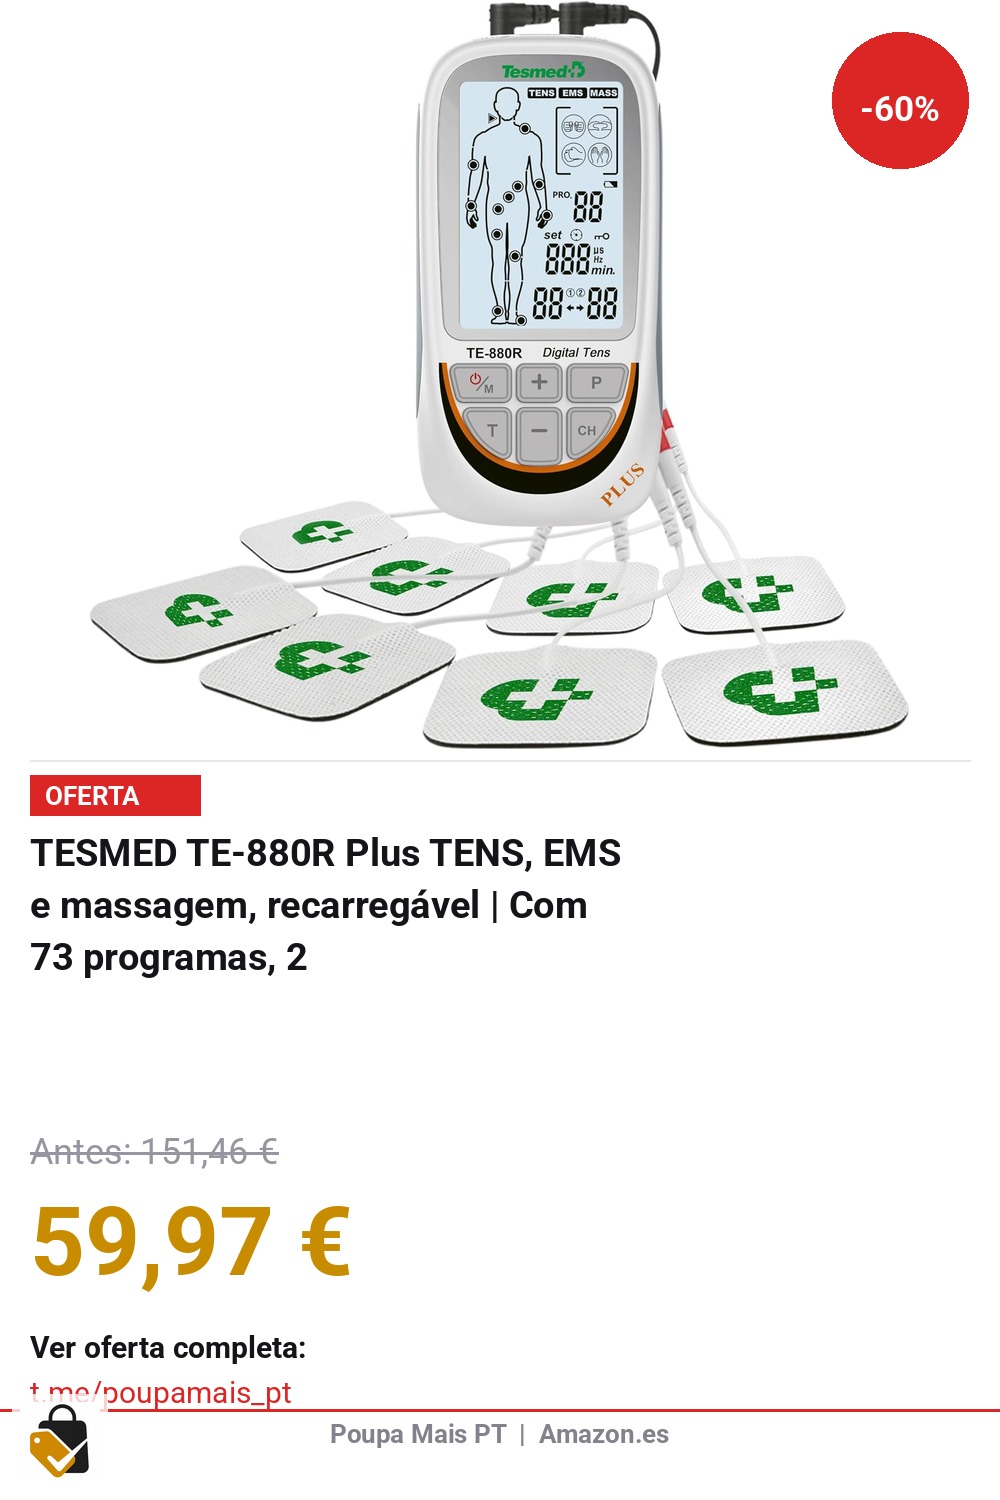 -60%
Tesmed
TENS EMS MASS
PRO. 88
set
888 µs Hz min.
88 ①② 88
TE-880R Digital Tens
/M + P
T − CH
PLUS
OFERTA
TESMED TE-880R Plus TENS, EMS
e massagem, recarregável | Com
73 programas, 2
Antes: 151,46 €
59,97 €
Ver oferta completa:
t.me/poupamais_pt
Poupa Mais PT | Amazon.es